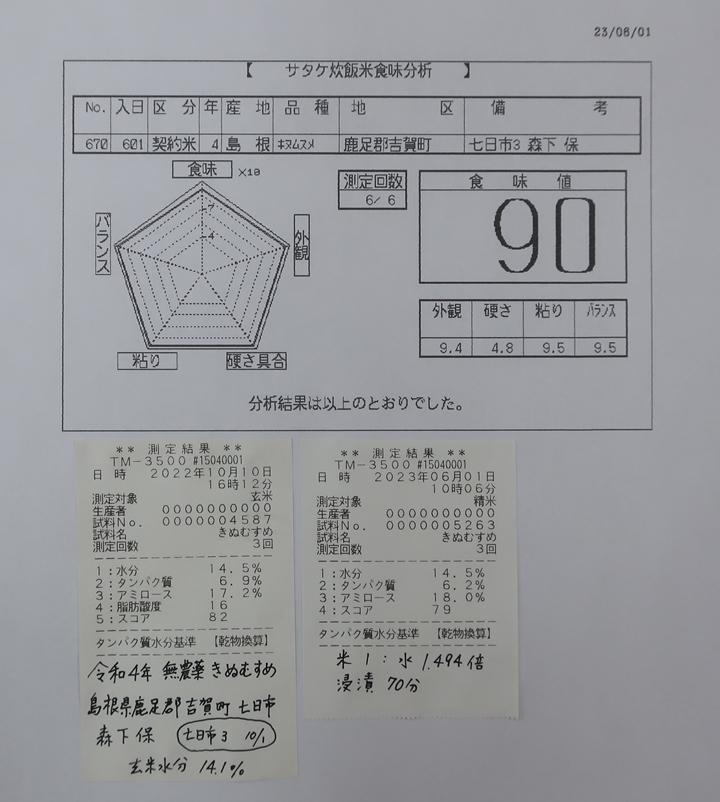 23/06/01
【 サタケ炊飯米食味分析 】
No. 入日 区分 年 産地 品種 地区 備考
670 601 契約米 4 島根 ｷﾇﾑｽﾒ 鹿足郡吉賀町 七日市3 森下 保
食味 ×10
7
4
バランス
外観
粘り
硬さ具合
測定回数
6/ 6
食味値
90
外観 硬さ 粘り ﾊﾞﾗﾝｽ
9.4 4.8 9.5 9.5
分析結果は以上のとおりでした。
** 測定結果 **
TM-3500 #15040001
日時 2022年10月10日
16時12分
測定対象 玄米
生産者 0000000000
試料No. 0000004587
試料名 きぬむすめ
測定回数 3回
1:水分 14.5%
2:タンパク質 6.9%
3:アミロース 17.2%
4:脂肪酸度 16
5:スコア 82
タンパク質水分基準 【乾物換算】
令和4年 無農薬 きぬむすめ
島根県鹿足郡吉賀町七日市
森下保 七日市3 10/1
玄米水分 14.1%
** 測定結果 **
TM-3500 #15040001
日時 2023年06月01日
10時06分
測定対象 精米
生産者 0000000000
試料No. 0000005263
試料名 きぬむすめ
測定回数 3回
1:水分 14.5%
2:タンパク質 6.2%
3:アミロース 18.0%
4:スコア 79
タンパク質水分基準 【乾物換算】
米1:水1.494倍
浸漬 70分